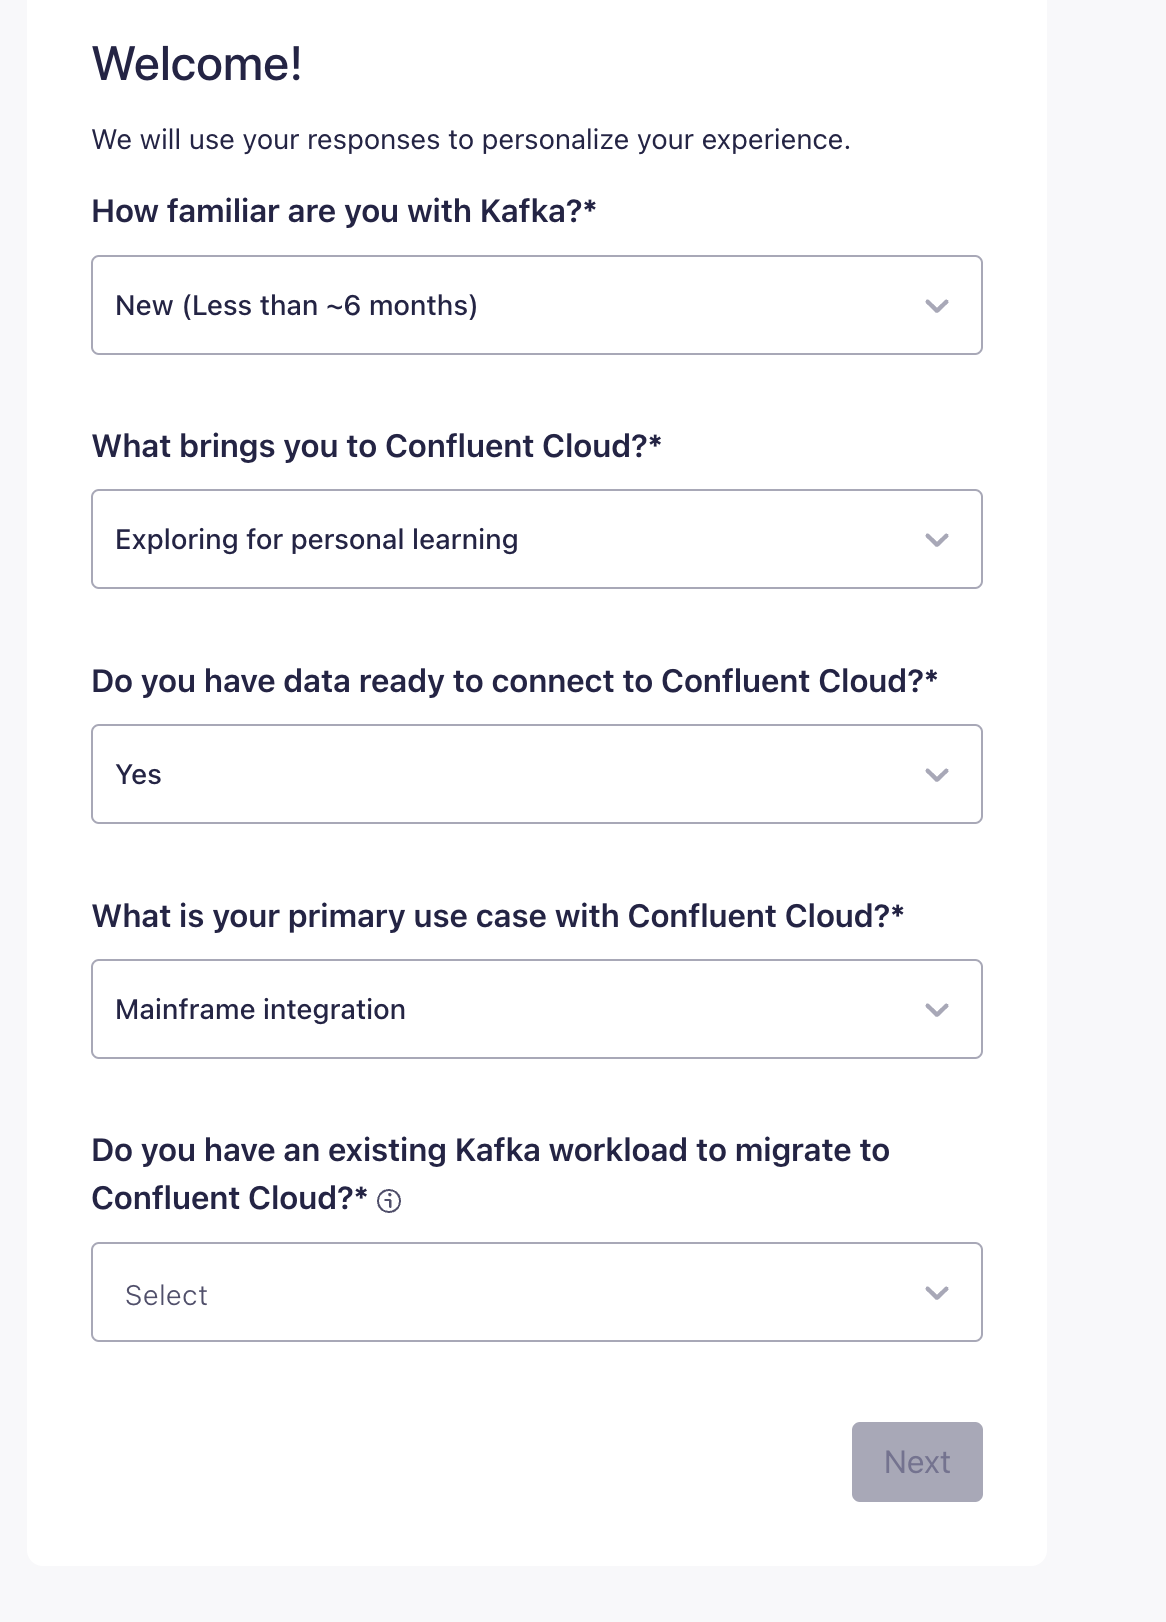 Welcome!
We will use your responses to personalize your experience.
How familiar are you with Kafka?*
New (Less than ~6 months)
What brings you to Confluent Cloud?*
Exploring for personal learning
Do you have data ready to connect to Confluent Cloud?*
Yes
What is your primary use case with Confluent Cloud?*
Mainframe integration
Do you have an existing Kafka workload to migrate to
Confluent Cloud?*
Select
Next